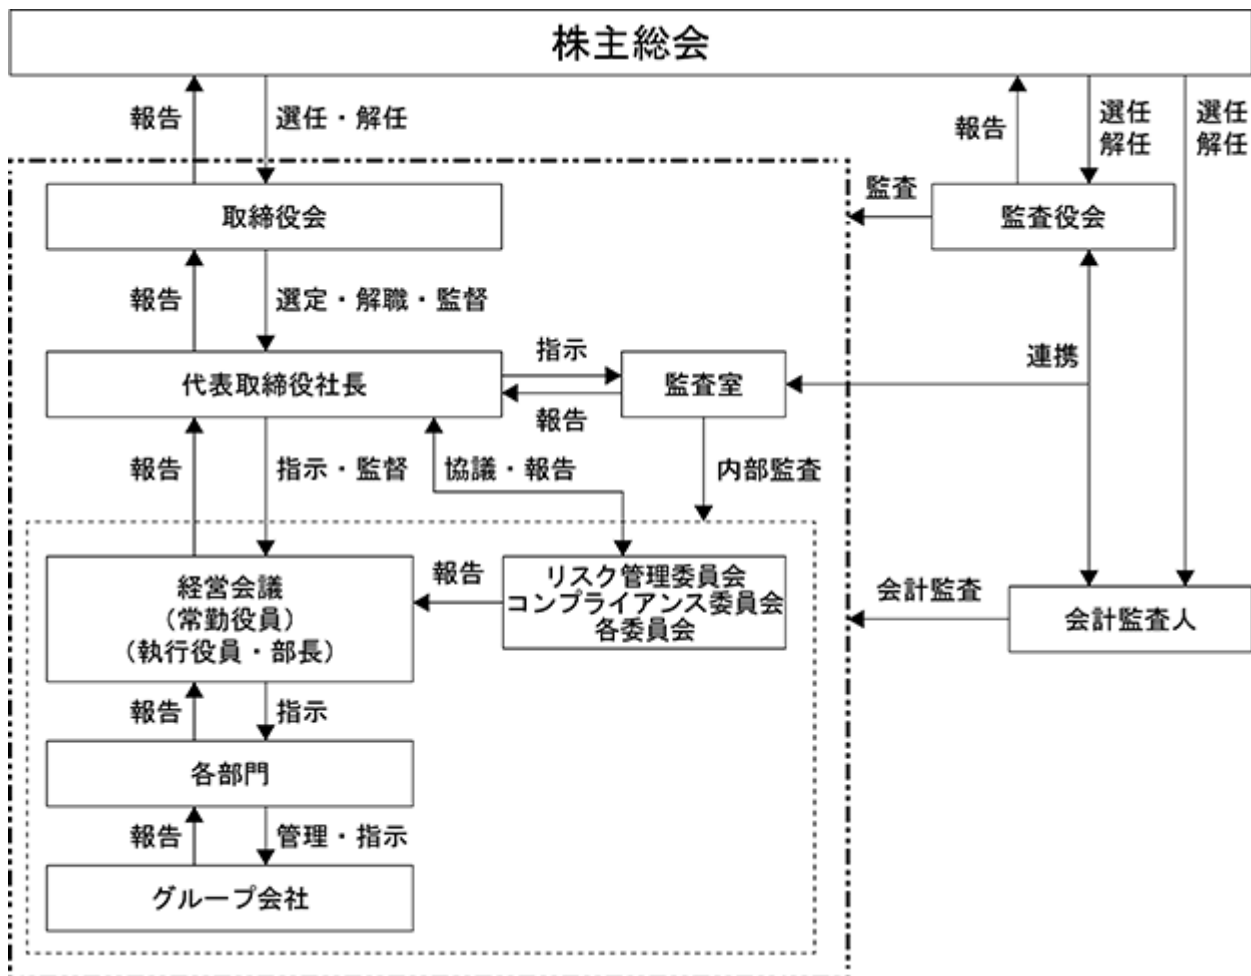 株主総会
報告
選任・解任
報告
選任
解任
選任
解任
取締役会
監査
監査役会
報告
選定・解職・監督
代表取締役社長
指示
報告
監査室
連携
報告
指示・監督
協議・報告
内部監査
経営会議
（常勤役員）
（執行役員・部長）
報告
リスク管理委員会
コンプライアンス委員会
各委員会
会計監査
会計監査人
報告
指示
各部門
報告
管理・指示
グループ会社